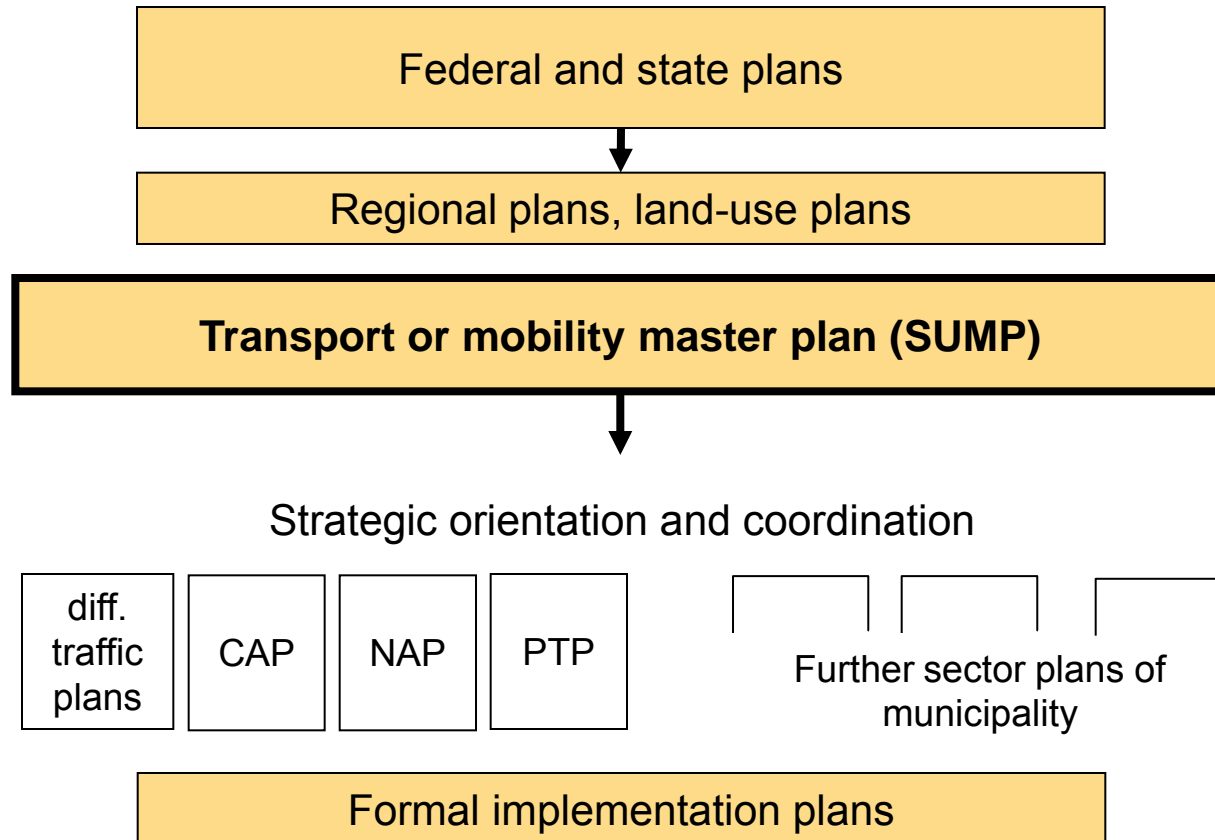 Federal and state plans
Regional plans, land-use plans
Transport or mobility master plan (SUMP)
Strategic orientation and coordination
diff.
traffic
plans
CAP
NAP
PTP
Further sector plans of
municipality
Formal implementation plans